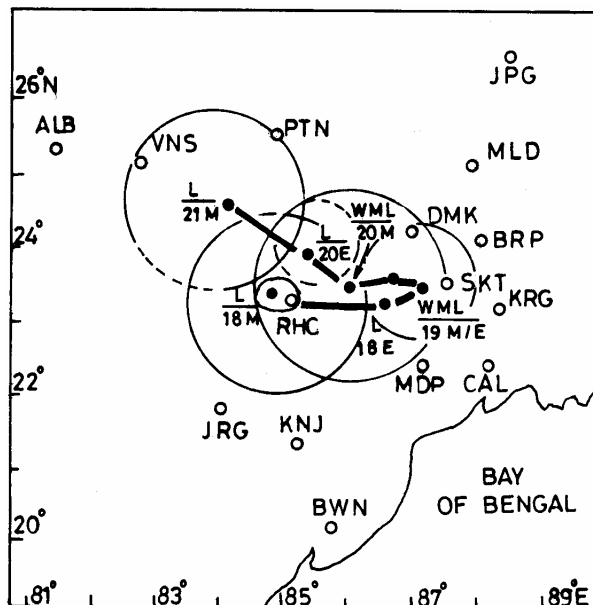 JPG
26°N
ALB
VNS
PTN
MLD
L
21 M
WML
20 M
DMK
24°
L
20E
BRP
SKT
KRG
L
18 M
RHC
L
18 E
WML
19 M/E
22°
MDP
CAL
JRG
KNJ
BAY
OF BENGAL
BWN
20°
81°
83°
85°
87°
89°E